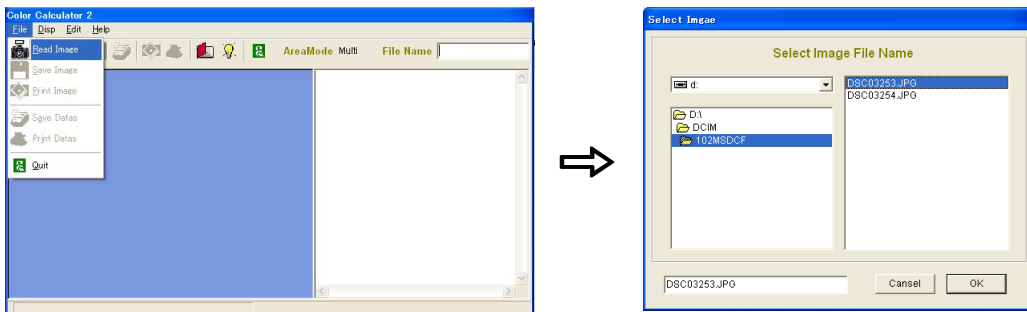 Color Calculator 2
File Disp Edit Help
Read Image
AreaMode Multi File Name
Save Image
Print Image
Save Datas
Print Datas
Quit
Select Imgae
Select Image File Name
d:
DSC03253.JPG
DSC03254.JPG
D:\
DCIM
102MSDCF
DSC03253.JPG
Cansel
OK